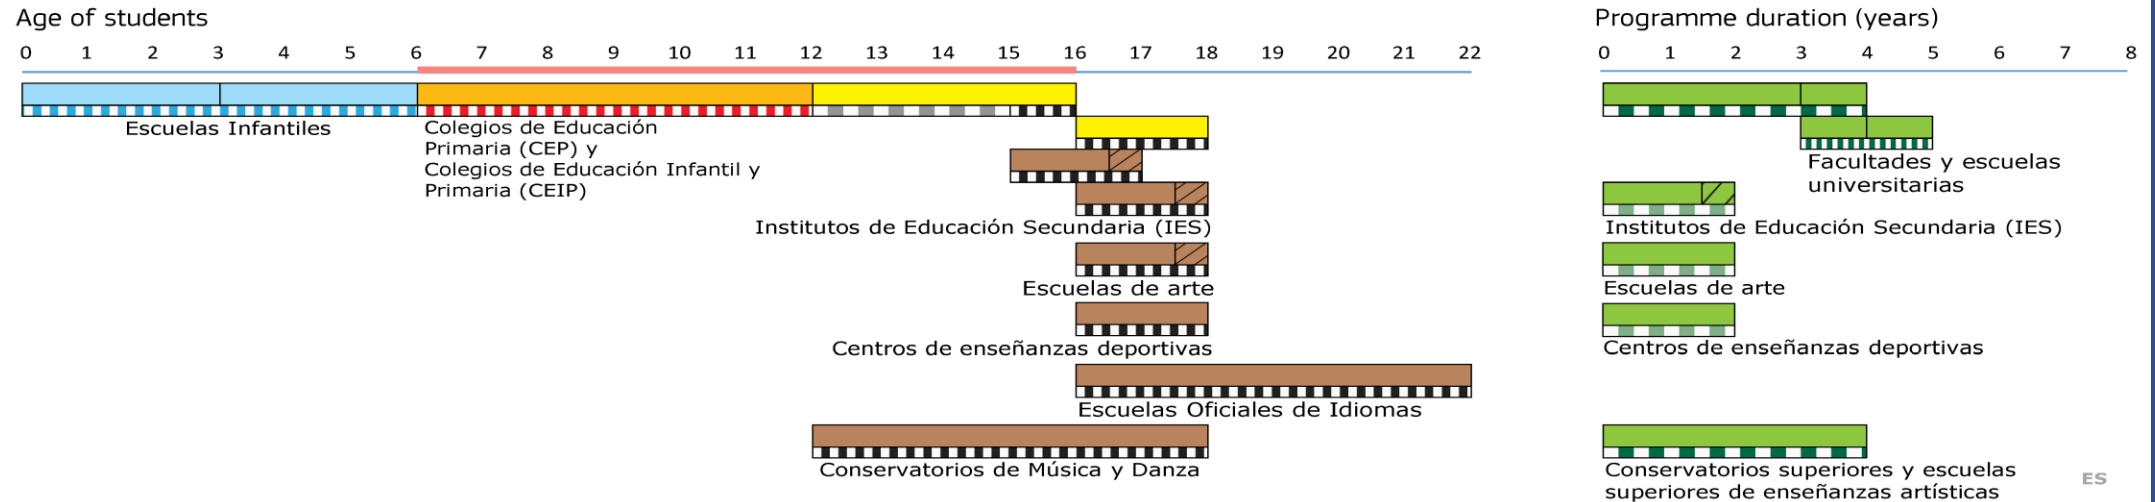 Age of students
Programme duration (years)
0 1 2 3 4 5 6 7 8 9 10 11 12 13 14 15 16 17 18 19 20 21 22
0 1 2 3 4 5 6 7 8
Escuelas Infantiles
Colegios de Educación
Primaria (CEP) y
Colegios de Educación Infantil y
Primaria (CEIP)
Facultades y escuelas
universitarias
Institutos de Educación Secundaria (IES)
Institutos de Educación Secundaria (IES)
Escuelas de arte
Escuelas de arte
Centros de enseñanzas deportivas
Centros de enseñanzas deportivas
Escuelas Oficiales de Idiomas
Conservatorios de Música y Danza
Conservatorios superiores y escuelas
superiores de enseñanzas artísticas
ES